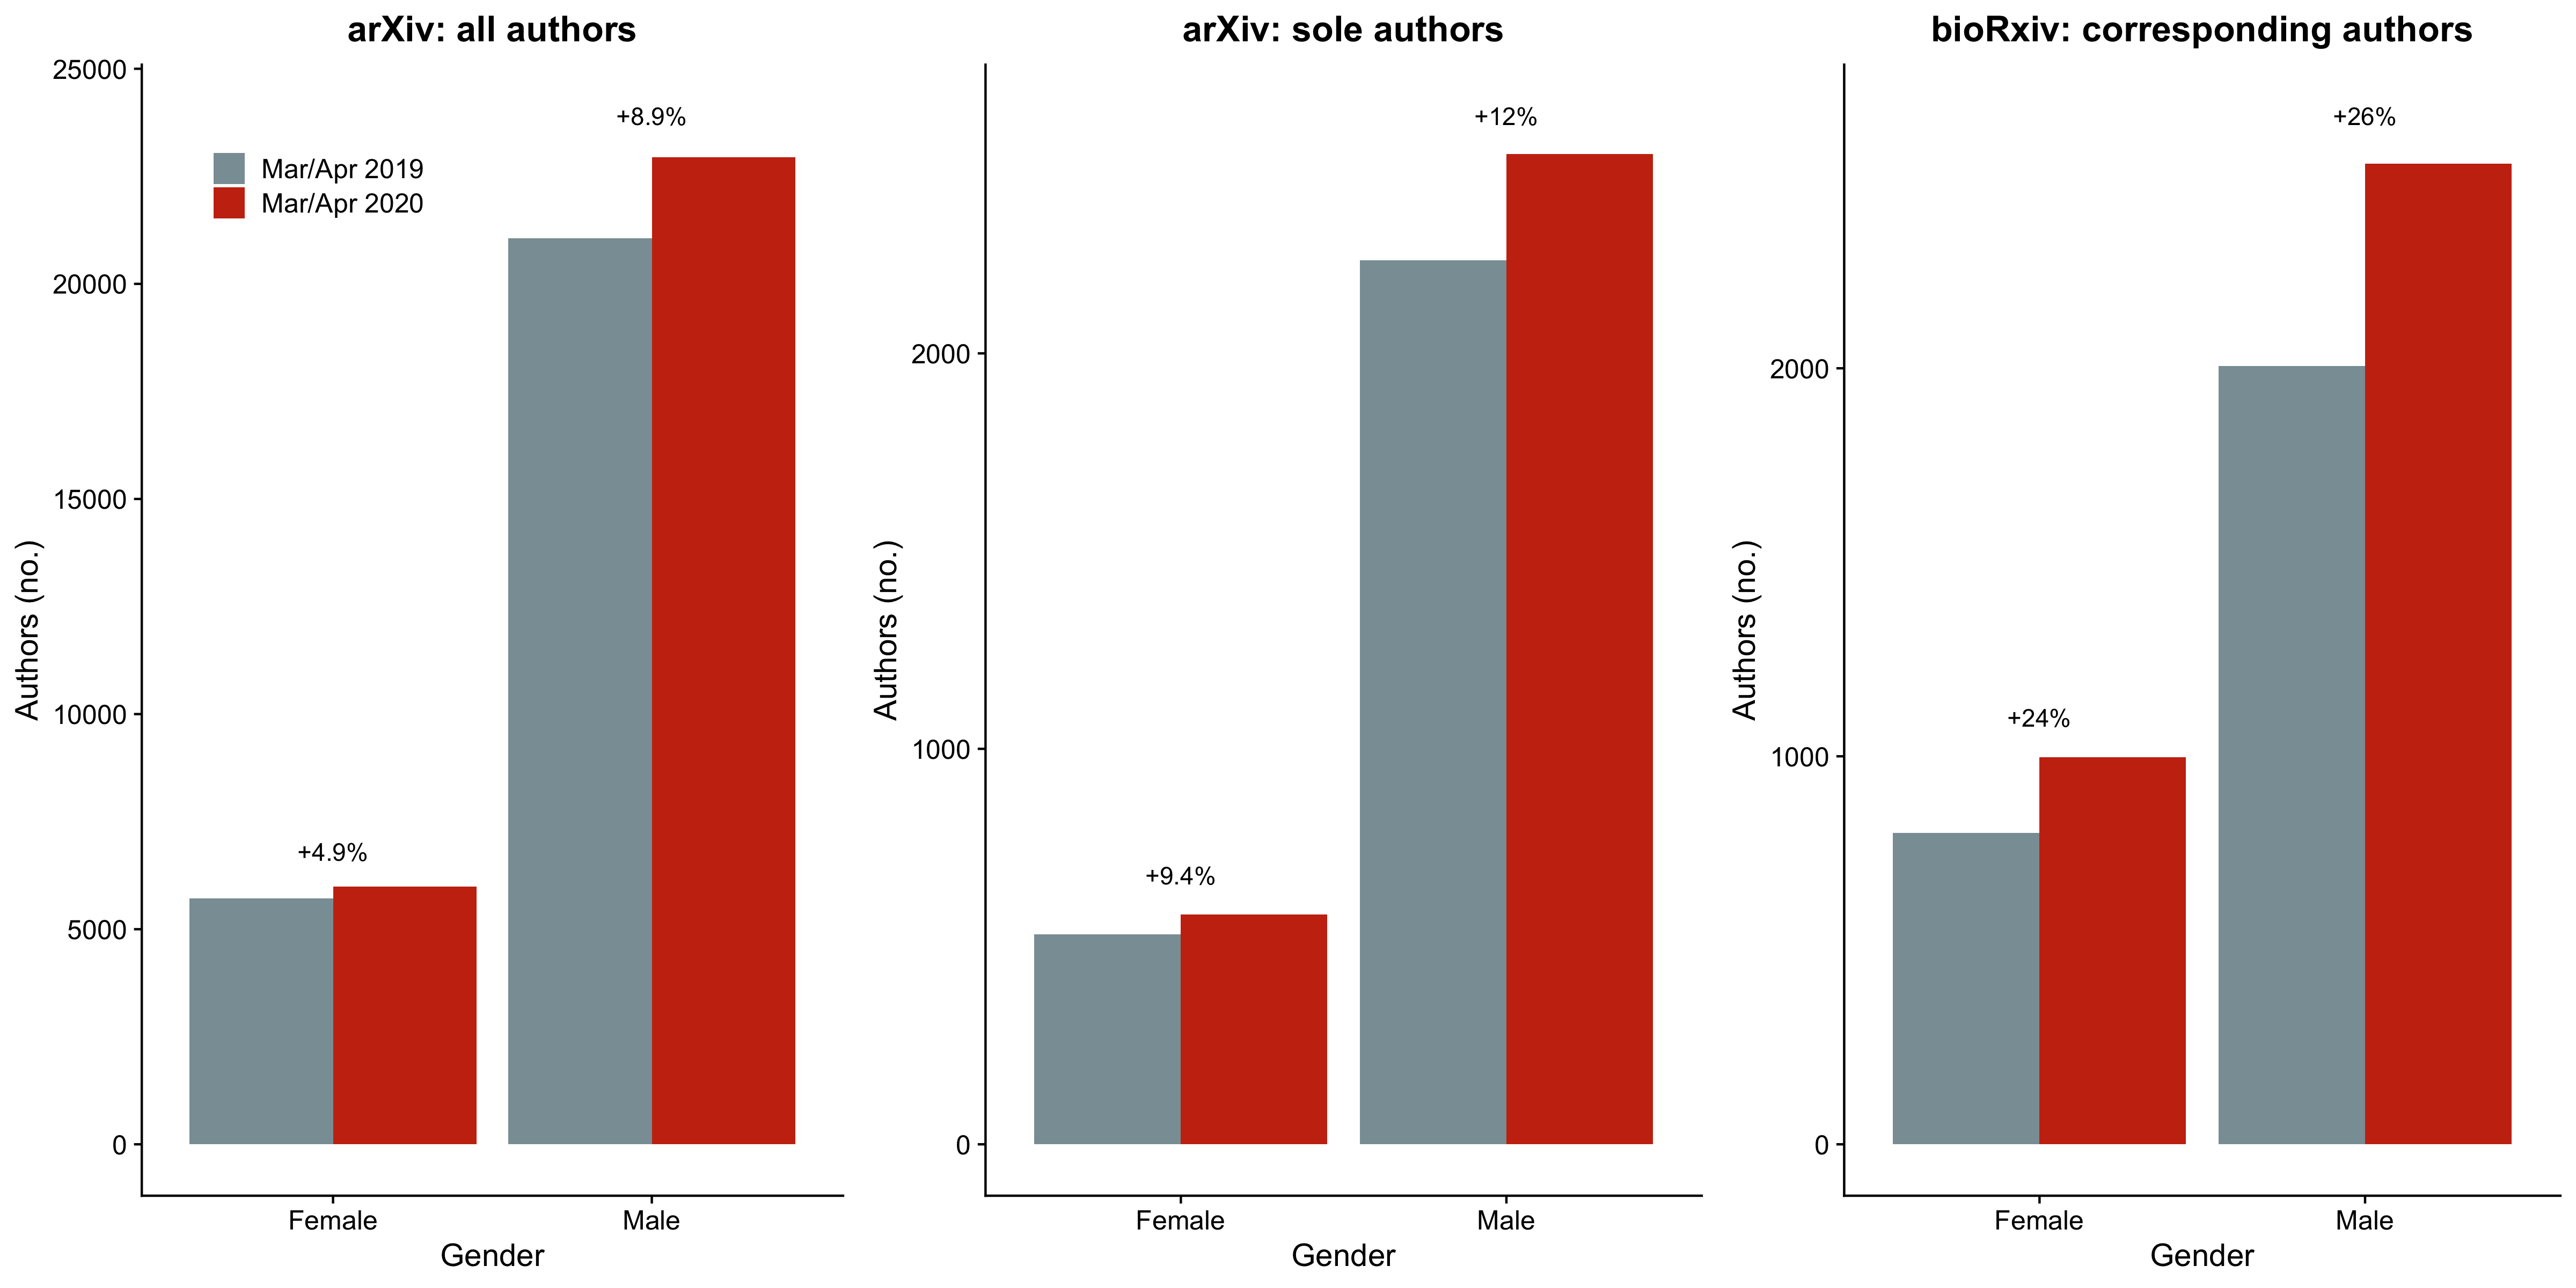 arXiv: all authors
25000
20000
15000
10000
5000
0
Authors (no.)
Mar/Apr 2019
Mar/Apr 2020
+4.9%
+8.9%
Female
Male
Gender
arXiv: sole authors
2000
1000
0
Authors (no.)
+9.4%
+12%
Female
Male
Gender
bioRxiv: corresponding authors
2000
1000
0
Authors (no.)
+24%
+26%
Female
Male
Gender